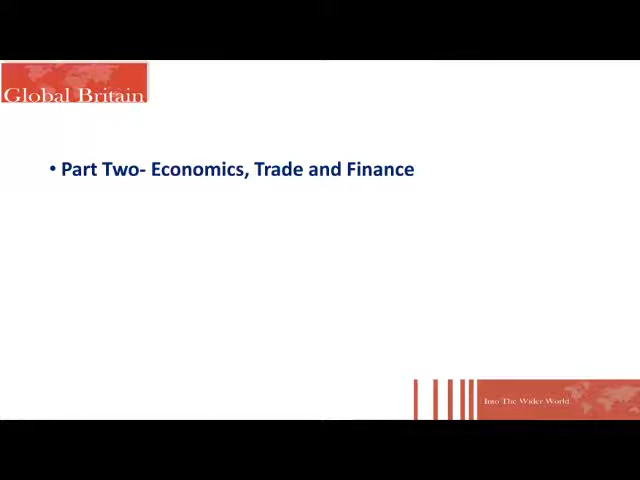 Global Britain
• Part Two- Economics, Trade and Finance
Into The Wider World